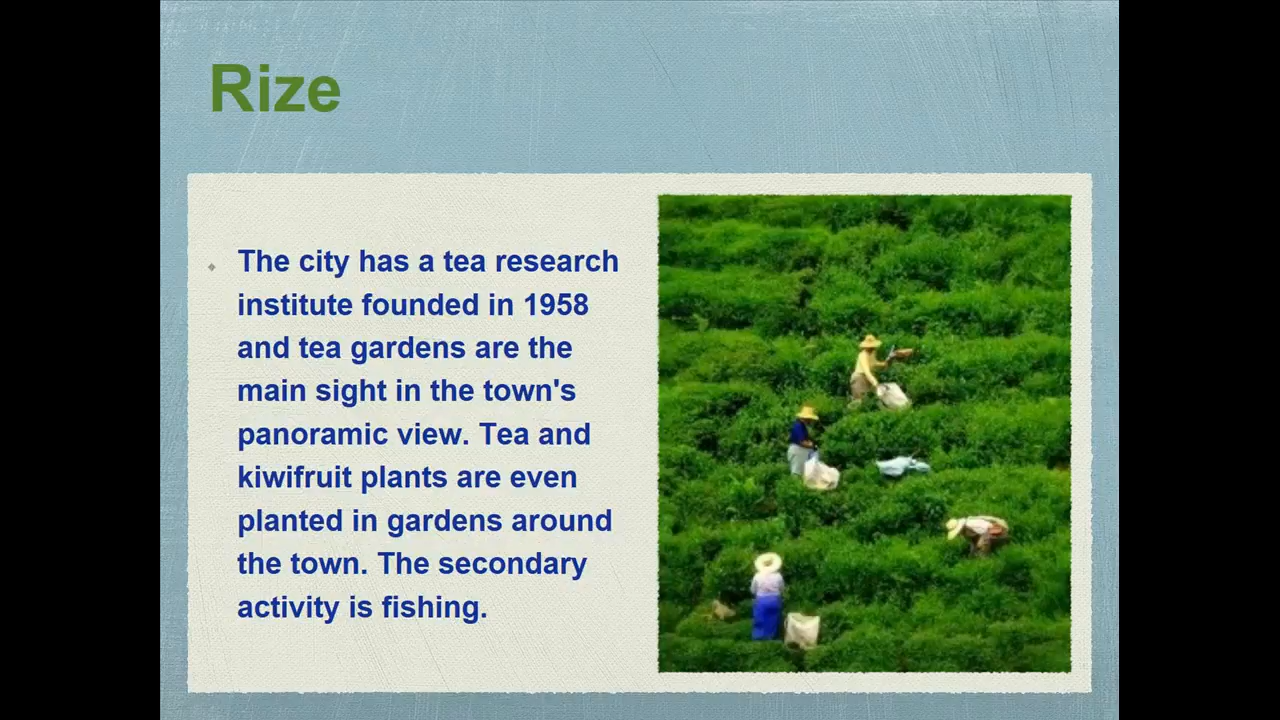 Rize
The city has a tea research
institute founded in 1958
and tea gardens are the
main sight in the town's
panoramic view. Tea and
kiwifruit plants are even
planted in gardens around
the town. The secondary
activity is fishing.